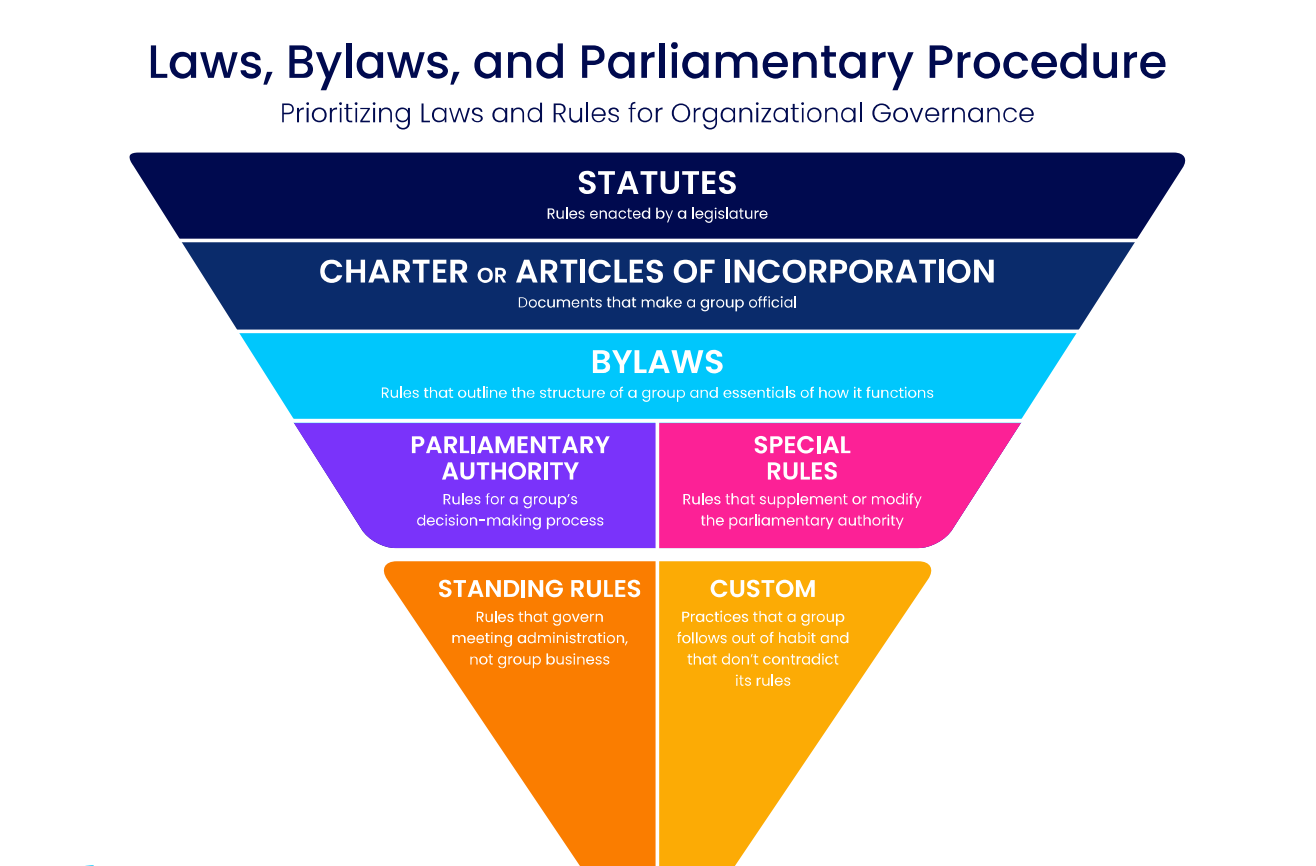 Laws, Bylaws, and Parliamentary Procedure
Prioritizing Laws and Rules for Organizational Governance
STATUTES
Rules enacted by a legislature
CHARTER OR ARTICLES OF INCORPORATION
Documents that make a group official
BYLAWS
Rules that outline the structure of a group and essentials of how it functions
PARLIAMENTARY
AUTHORITY
Rules for a group's
decision-making process
SPECIAL
RULES
Rules that supplement or modify
the parliamentary authority
STANDING RULES
Rules that govern
meeting administration,
not group business
CUSTOM
Practices that a group
follows out of habit and
that don't contradict
its rules